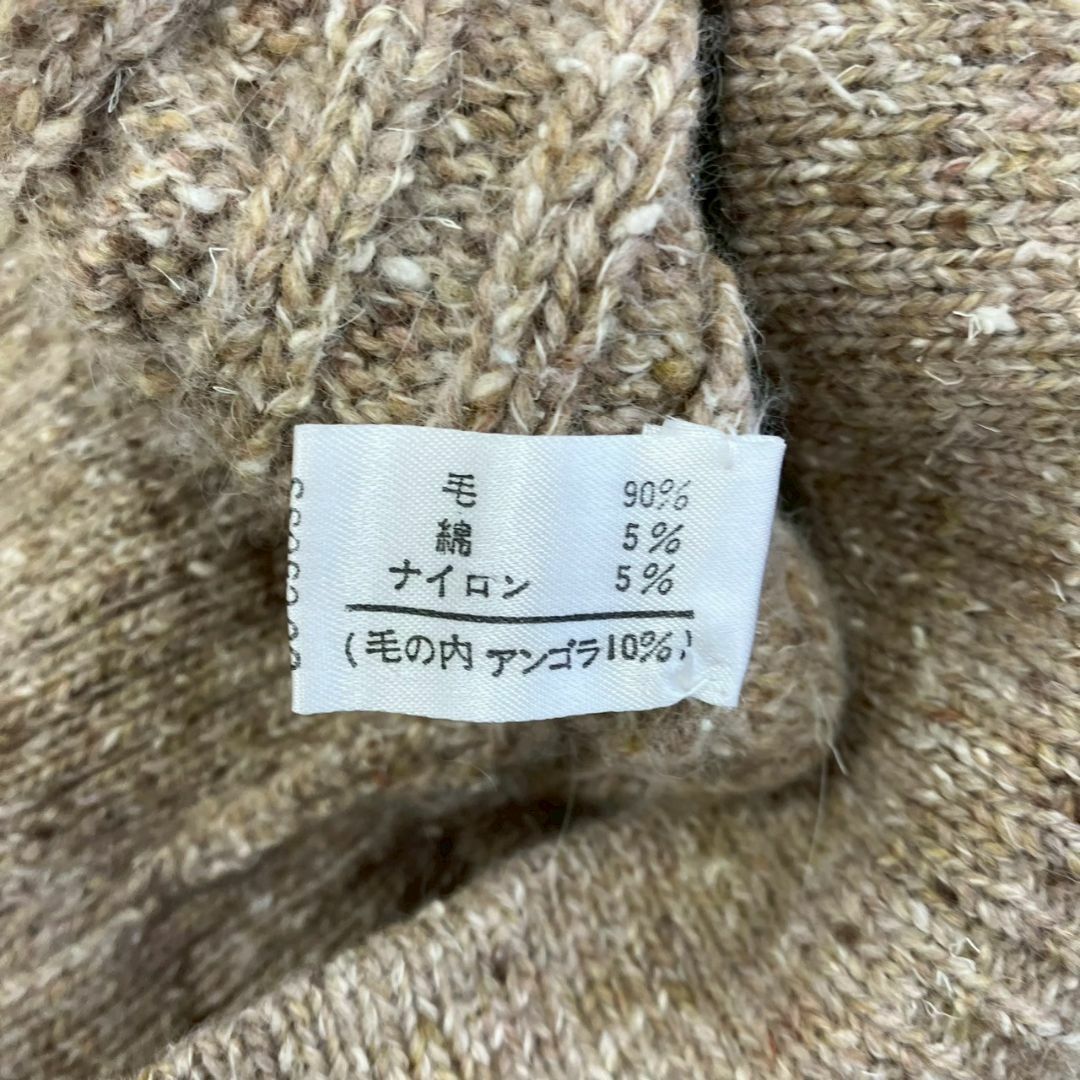 毛 90%
綿 5%
ナイロン 5%
(毛の内 アンゴラ10%)